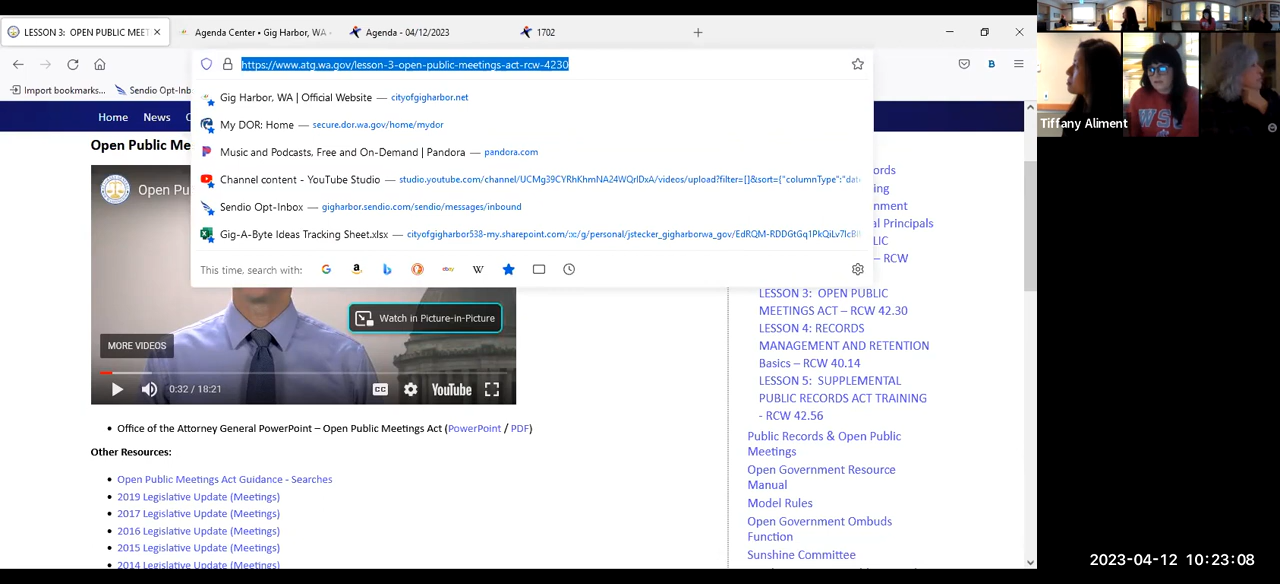 LESSON 3: OPEN PUBLIC MEET
Agenda Center • Gig Harbor, WA
Agenda - 04/12/2023
1702
https://www.atg.wa.gov/lesson-3-open-public-meetings-act-rcw-4230
Import bookmarks...
Sendio Opt-Inb
Gig Harbor, WA | Official Website — cityofgigharbor.net
My DOR: Home — secure.dor.wa.gov/home/mydor
Music and Podcasts, Free and On-Demand | Pandora — pandora.com
Channel content - YouTube Studio — studio.youtube.com/channel/UCMg39CYRhKhmNA24WQrlDxA/videos/upload?filter=[]&sort={"columnType":"date
Sendio Opt-Inbox — gigharbor.sendio.com/sendio/messages/inbound
Gig-A-Byte Ideas Tracking Sheet.xlsx — cityofgigharbor538-my.sharepoint.com/:x:/g/personal/jstecker_gigharborwa_gov/EdRQM-RDDGtGq1PkQiLv7lcBI
This time, search with:
Home
News
Open Public Me
Open Pu
Watch in Picture-in-Picture
MORE VIDEOS
0:32 / 18:21
CC
YouTube
• Office of the Attorney General PowerPoint – Open Public Meetings Act (PowerPoint / PDF)
Other Resources:
• Open Public Meetings Act Guidance - Searches
• 2019 Legislative Update (Meetings)
• 2017 Legislative Update (Meetings)
• 2016 Legislative Update (Meetings)
• 2015 Legislative Update (Meetings)
• 2014 Legislative Update (Meetings)
ords
ing
nment
al Principals
LIC
– RCW
LESSON 3: OPEN PUBLIC
MEETINGS ACT – RCW 42.30
LESSON 4: RECORDS
MANAGEMENT AND RETENTION
Basics – RCW 40.14
LESSON 5: SUPPLEMENTAL
PUBLIC RECORDS ACT TRAINING
- RCW 42.56
Public Records & Open Public
Meetings
Open Government Resource
Manual
Model Rules
Open Government Ombuds
Function
Sunshine Committee
Tiffany Aliment
2023-04-12 10:23:08